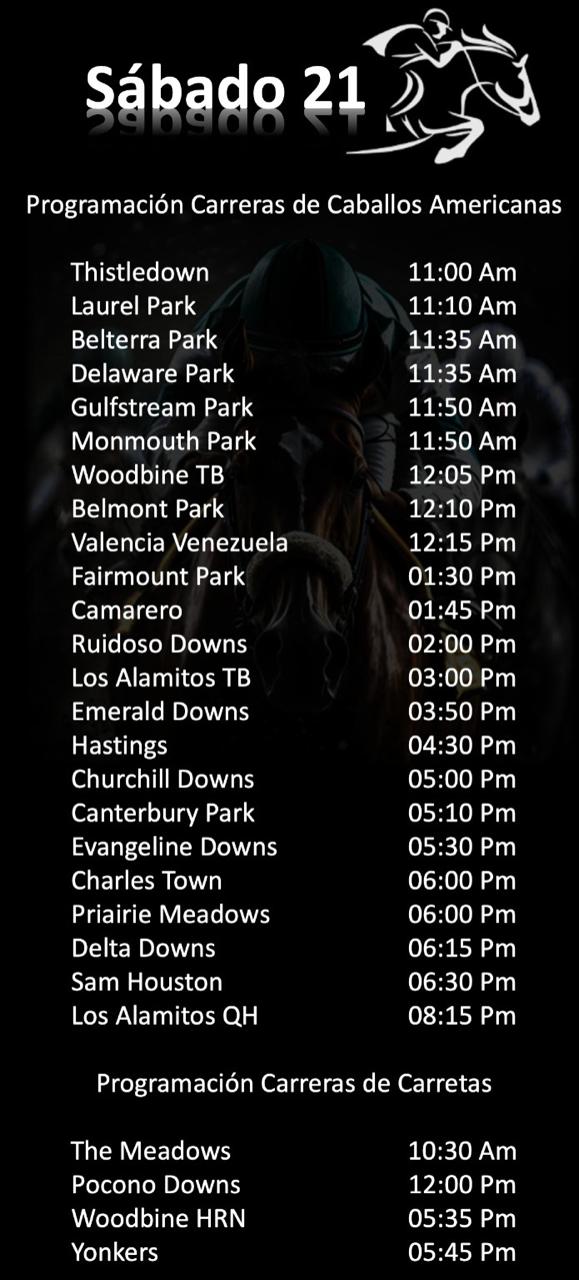 Sábado 21
Programación Carreras de Caballos Americanas
Thistledown 11:00 Am
Laurel Park 11:10 Am
Belterra Park 11:35 Am
Delaware Park 11:35 Am
Gulfstream Park 11:50 Am
Monmouth Park 11:50 Am
Woodbine TB 12:05 Pm
Belmont Park 12:10 Pm
Valencia Venezuela 12:15 Pm
Fairmount Park 01:30 Pm
Camarero 01:45 Pm
Ruidoso Downs 02:00 Pm
Los Alamitos TB 03:00 Pm
Emerald Downs 03:50 Pm
Hastings 04:30 Pm
Churchill Downs 05:00 Pm
Canterbury Park 05:10 Pm
Evangeline Downs 05:30 Pm
Charles Town 06:00 Pm
Priairie Meadows 06:00 Pm
Delta Downs 06:15 Pm
Sam Houston 06:30 Pm
Los Alamitos QH 08:15 Pm
Programación Carreras de Carretas
The Meadows 10:30 Am
Pocono Downs 12:00 Pm
Woodbine HRN 05:35 Pm
Yonkers 05:45 Pm